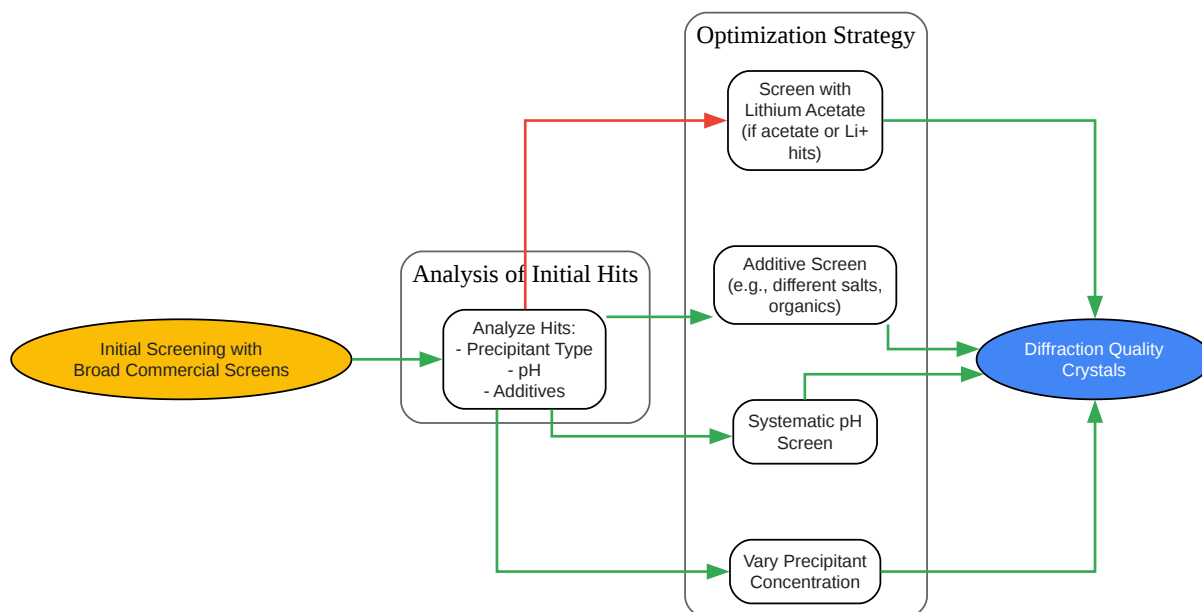 Optimization Strategy
Screen with
Lithium Acetate
(if acetate or Li+
hits)
Analysis of Initial Hits
Additive Screen
(e.g., different salts,
organics)
Initial Screening with
Broad Commercial Screens
Analyze Hits:
- Precipitant Type
- pH
- Additives
Diffraction Quality
Crystals
Systematic pH
Screen
Vary Precipitant
Concentration